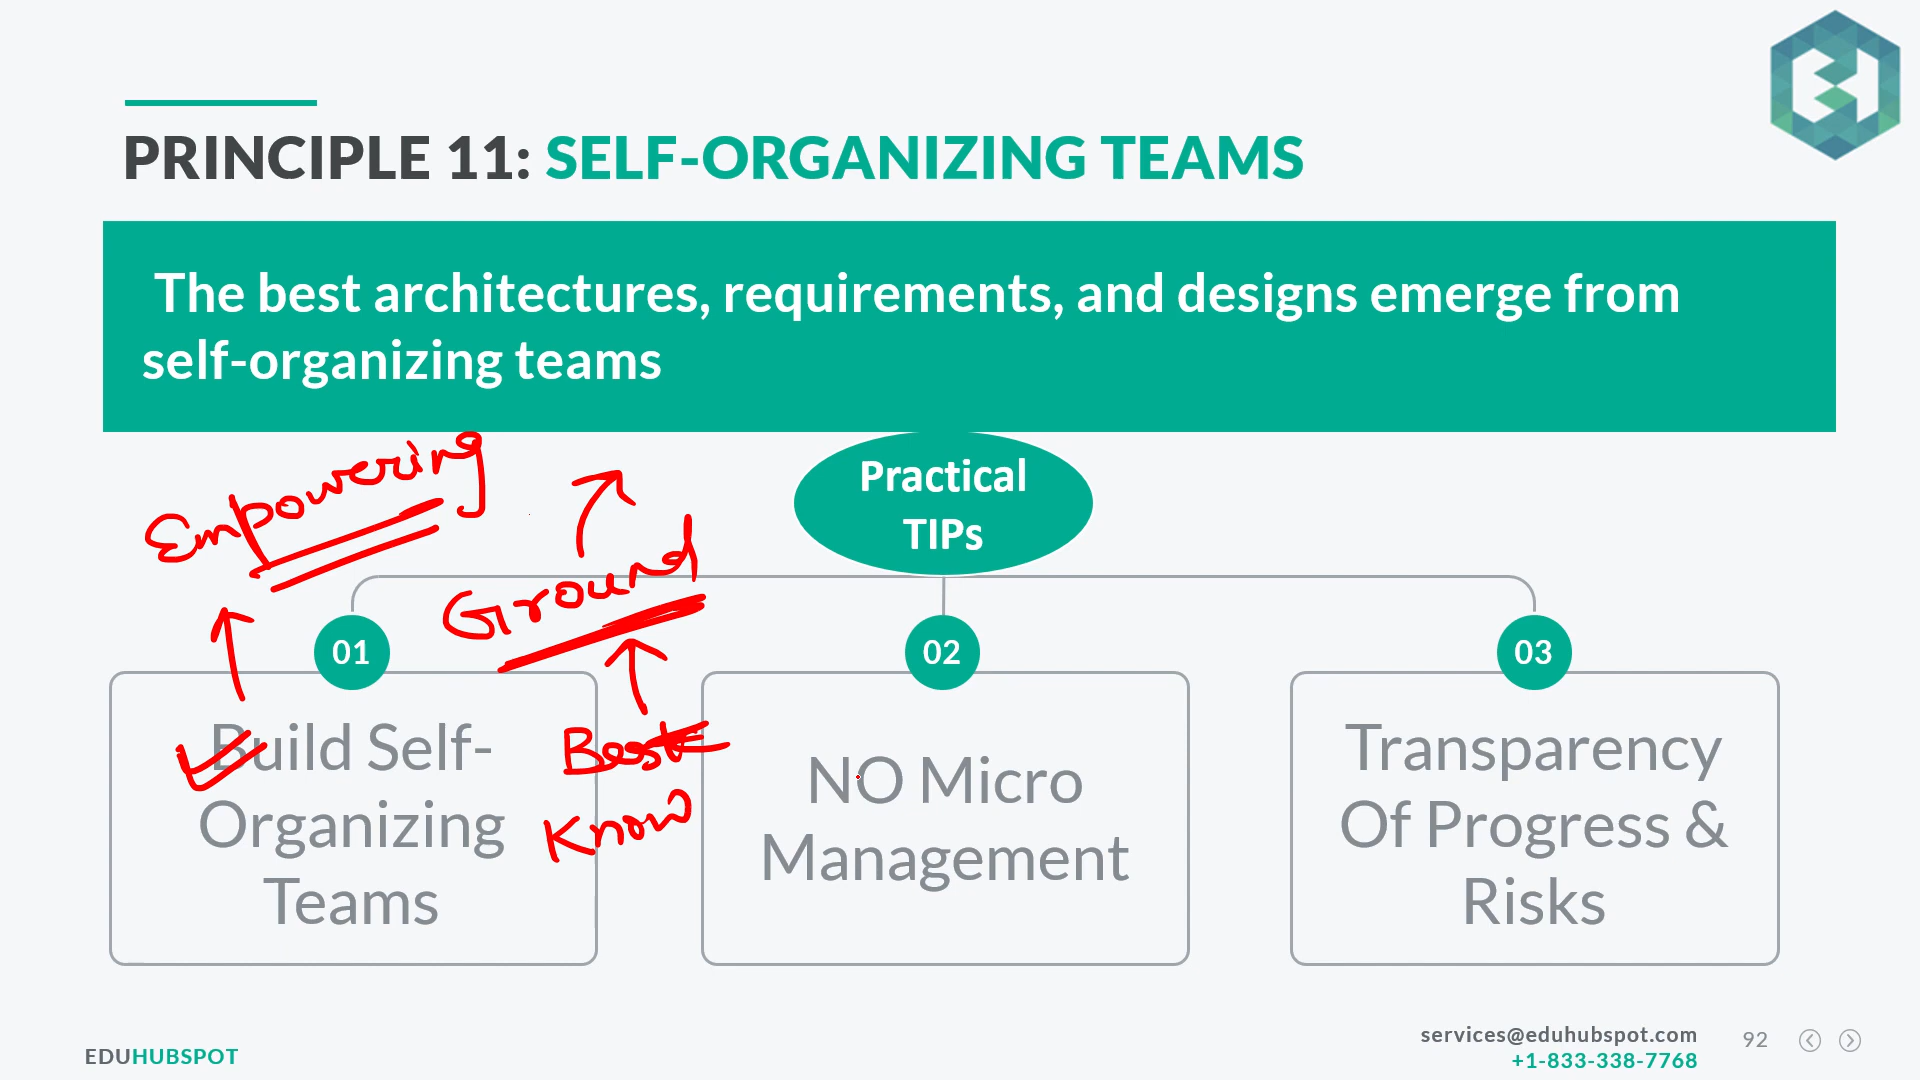 PRINCIPLE 11: SELF-ORGANIZING TEAMS
The best architectures, requirements, and designs emerge from
self-organizing teams
Practical
TIPs
Empowering
Ground
Best
Know
01
Build Self-
Organizing
Teams
02
NO Micro
Management
03
Transparency
Of Progress &
Risks
EDUHUBSPOT
services@eduhubspot.com
+1-833-338-7768
92